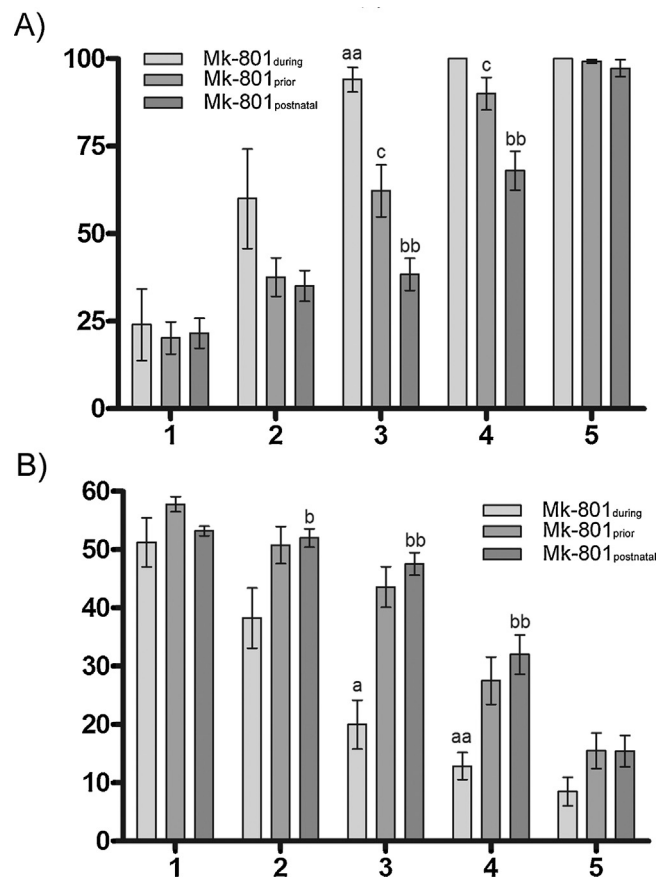 A)
Mk-801during
Mk-801prior
Mk-801postnatal
aa
c
bb
c
bb
100
75
50
25
0
1 2 3 4 5
B)
Mk-801during
Mk-801prior
Mk-801postnatal
b
a
bb
aa
bb
60
50
40
30
20
10
0
1 2 3 4 5